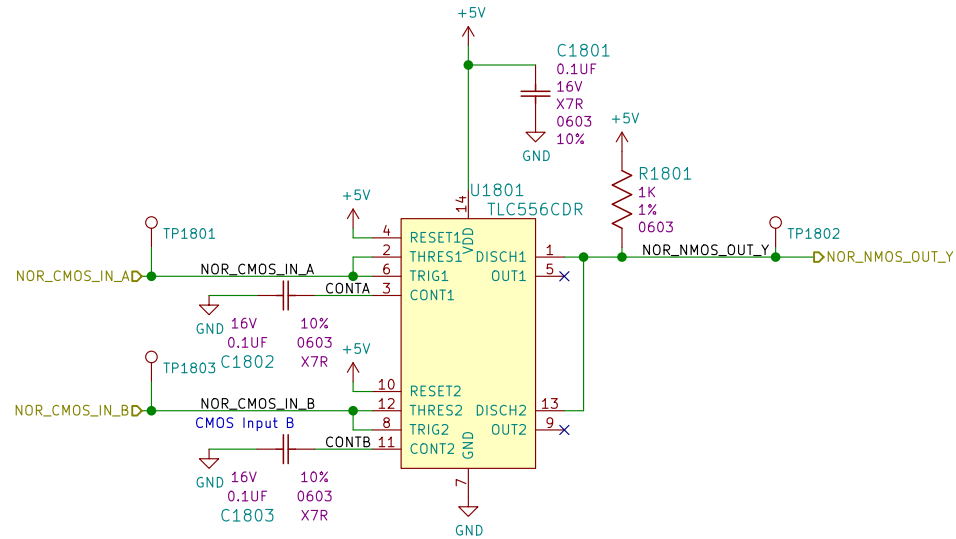 +5V
C1801
0.1UF
16V
X7R
0603
10%
GND
+5V
R1801
1K
1%
0603
U1801
TLC556CDR
14
VDD
+5V
4
RESET1
2
THRES1
6
TRIG1
3
CONT1
DISCH1
1
OUT1
5
TP1801
NOR_CMOS_IN_A
NOR_CMOS_IN_A
CONTA
GND
16V
0.1UF
C1802
10%
0603
X7R
NOR_NMOS_OUT_Y
TP1802
NOR_NMOS_OUT_Y
TP1803
+5V
10
RESET2
12
THRES2
8
TRIG2
11
CONT2
DISCH2
13
OUT2
9
NOR_CMOS_IN_B
NOR_CMOS_IN_B
CMOS Input B
CONTB
GND
16V
0.1UF
C1803
10%
0603
X7R
GND
7
GND